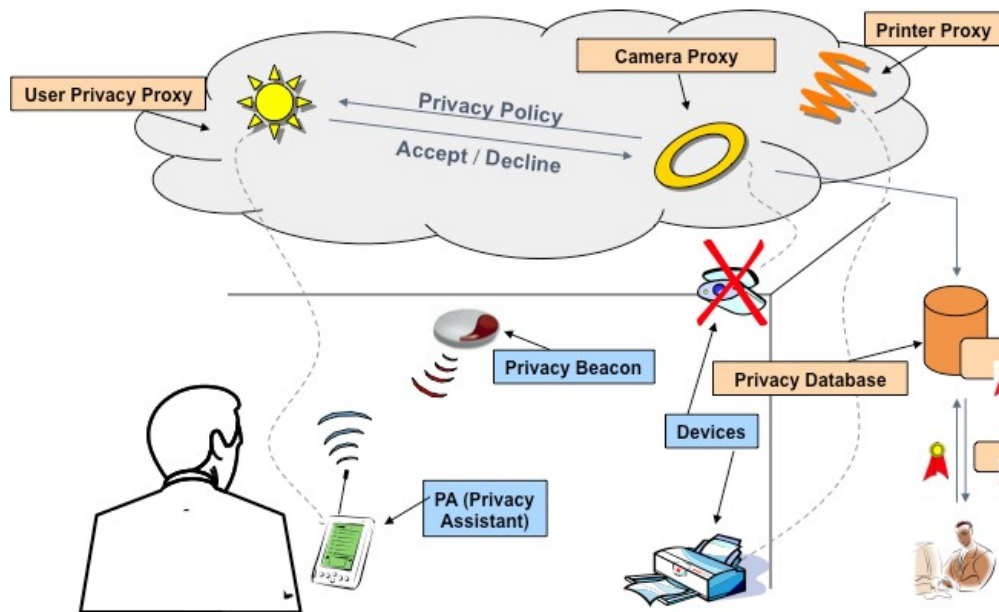 Printer Proxy
Camera Proxy
User Privacy Proxy
Privacy Policy
Accept / Decline
Privacy Beacon
Privacy Database
Devices
PA (Privacy
Assistant)